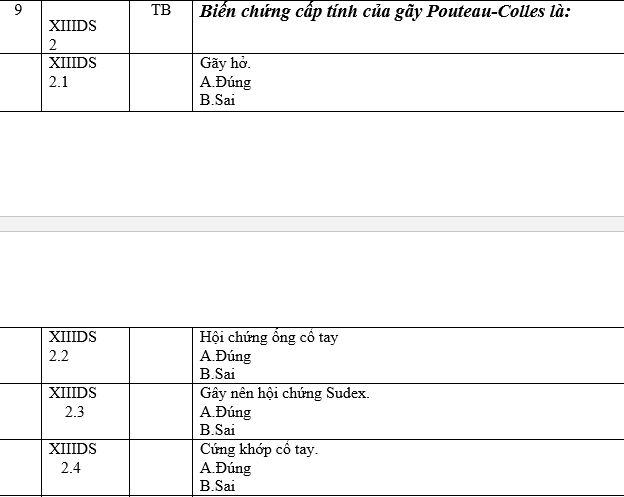 9
XIIIDS
2
TB
Biến chứng cấp tính của gãy Pouteau-Colles là:
XIIIDS
2.1
Gãy hở.
A.Đúng
B.Sai
XIIIDS
2.2
Hội chứng ống cổ tay
A.Đúng
B.Sai
XIIIDS
2.3
Gây nên hội chứng Sudex.
A.Đúng
B.Sai
XIIIDS
2.4
Cứng khớp cổ tay.
A.Đúng
B.Sai